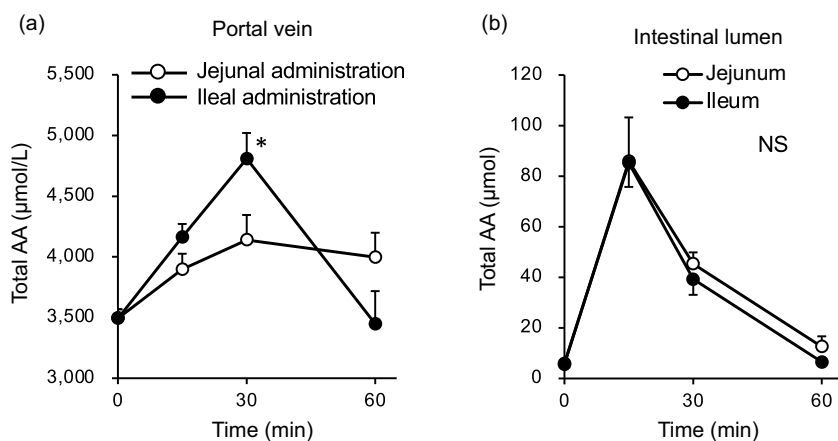 (a)
Portal vein
Jejunal administration
Ileal administration
5,500
5,000
4,500
4,000
3,500
3,000
Total AA (µmol/L)
*
0
30
60
Time (min)
(b)
Intestinal lumen
Jejunum
Ileum
NS
120
100
80
60
40
20
0
Total AA (µmol)
0
30
60
Time (min)